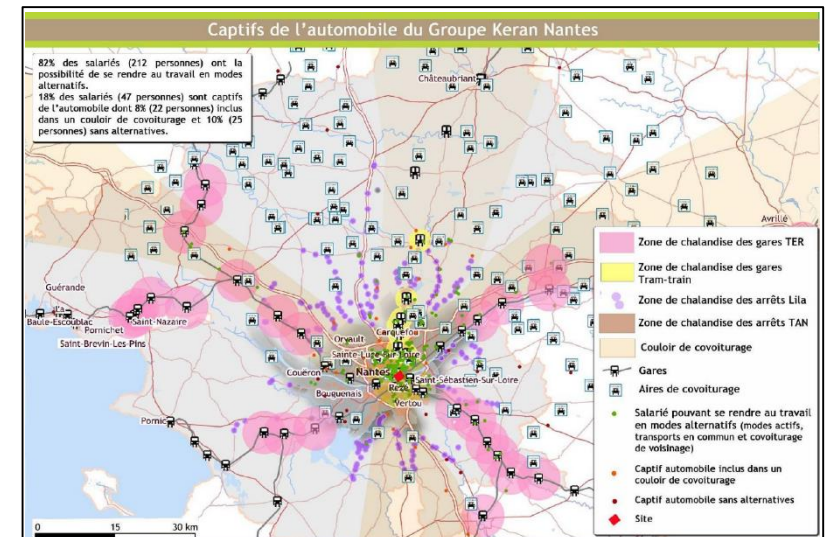 Captifs de l'automobile du Groupe Keran Nantes
82% des salariés (212 personnes) ont la
possibilité de se rendre au travail en modes
alternatifs.
18% des salariés (47 personnes) sont captifs
de l'automobile dont 8% (22 personnes) inclus
dans un couloir de covoiturage et 10% (25
personnes) sans alternatives.
Châteaubriant
Avrillé
Guérande
La
Baule-Escoublac
Pornichet
Saint-Nazaire
Saint-Brevin-Les-Pins
Orvault
Carquefou
Sainte-Luce-Sur-Loire
Couëron
Nantes
Saint-Sébastien-Sur-Loire
Rezé
Bouguenais
Vertou
Pornic
Zone de chalandise des gares TER
Zone de chalandise des gares
Tram-train
Zone de chalandise des arrêts Lila
Zone de chalandise des arrêts TAN
Couloir de covoiturage
Gares
Aires de covoiturage
Salarié pouvant se rendre au travail
en modes alternatifs (modes actifs,
transports en commun et covoiturage
de voisinage)
Captif automobile inclus dans un
couloir de covoiturage
Captif automobile sans alternatives
Site
0 15 30 km